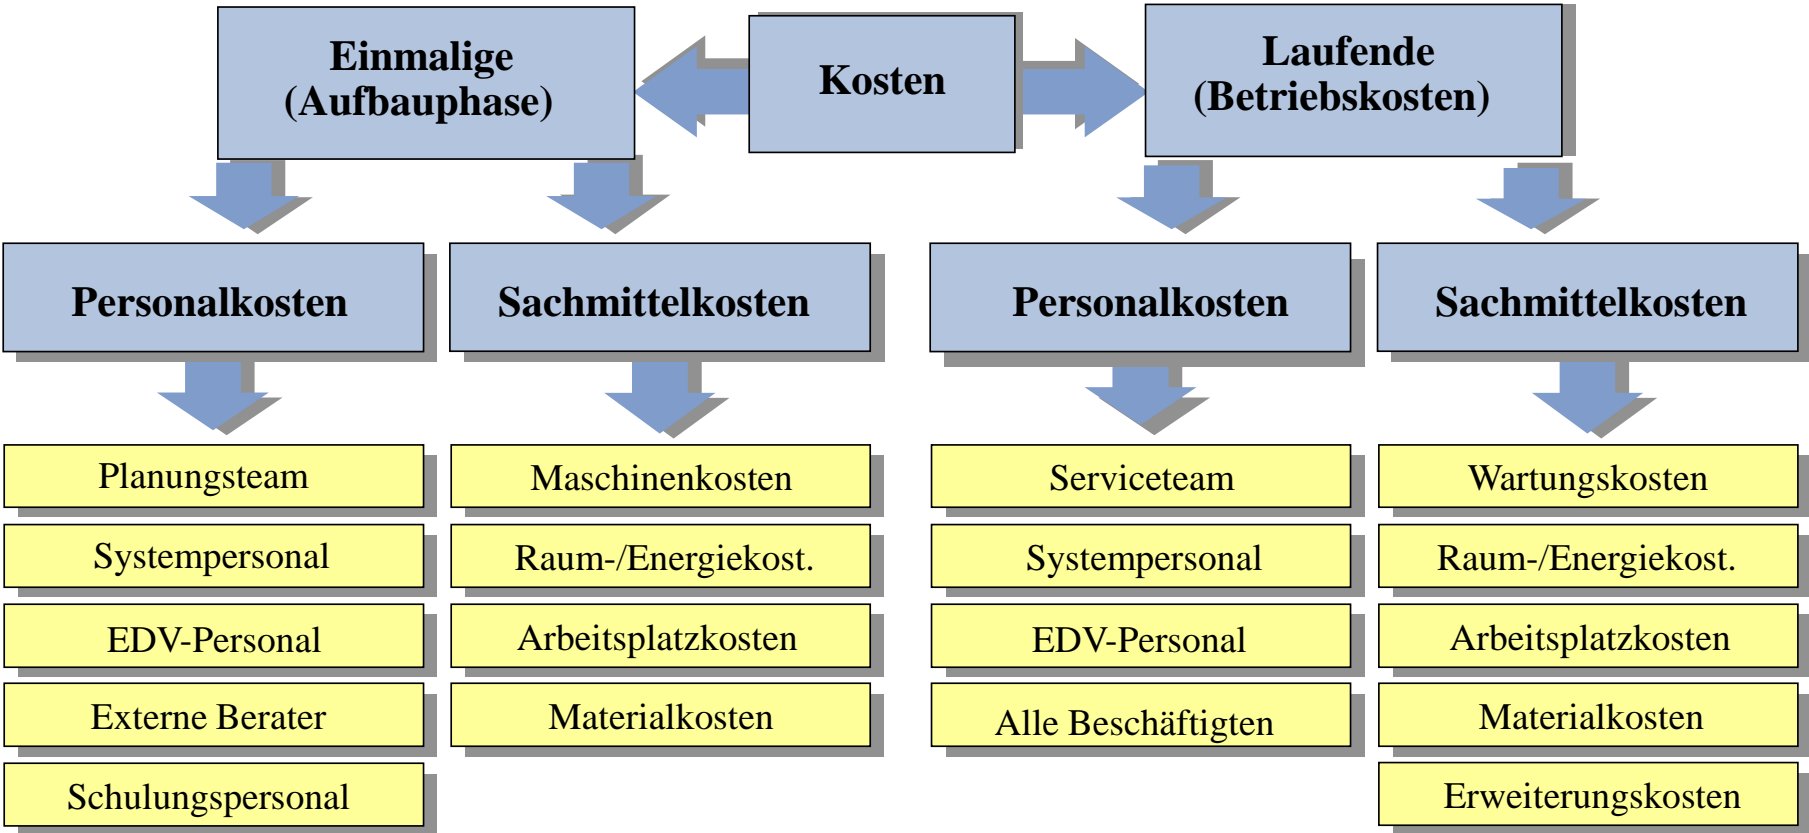 Einmalige
(Aufbauphase)
Kosten
Laufende
(Betriebskosten)
Personalkosten
Sachmittelkosten
Personalkosten
Sachmittelkosten
Planungsteam
Maschinenkosten
Serviceteam
Wartungskosten
Systempersonal
Raum-/Energiekost.
Systempersonal
Raum-/Energiekost.
EDV-Personal
Arbeitsplatzkosten
EDV-Personal
Arbeitsplatzkosten
Externe Berater
Materialkosten
Alle Beschäftigten
Materialkosten
Schulungspersonal
Erweiterungskosten